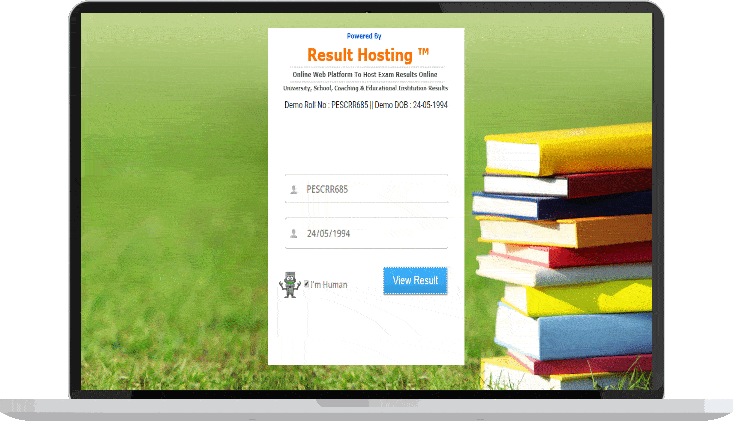 Powered By
Result Hosting ™
Online Web Platform To Host Exam Results Online
University, School, Coaching & Educational Institution Results
Demo Roll No : PESCRR685 || Demo DOB : 24-05-1994
PESCRR685
24/05/1994
I'm Human
View Result